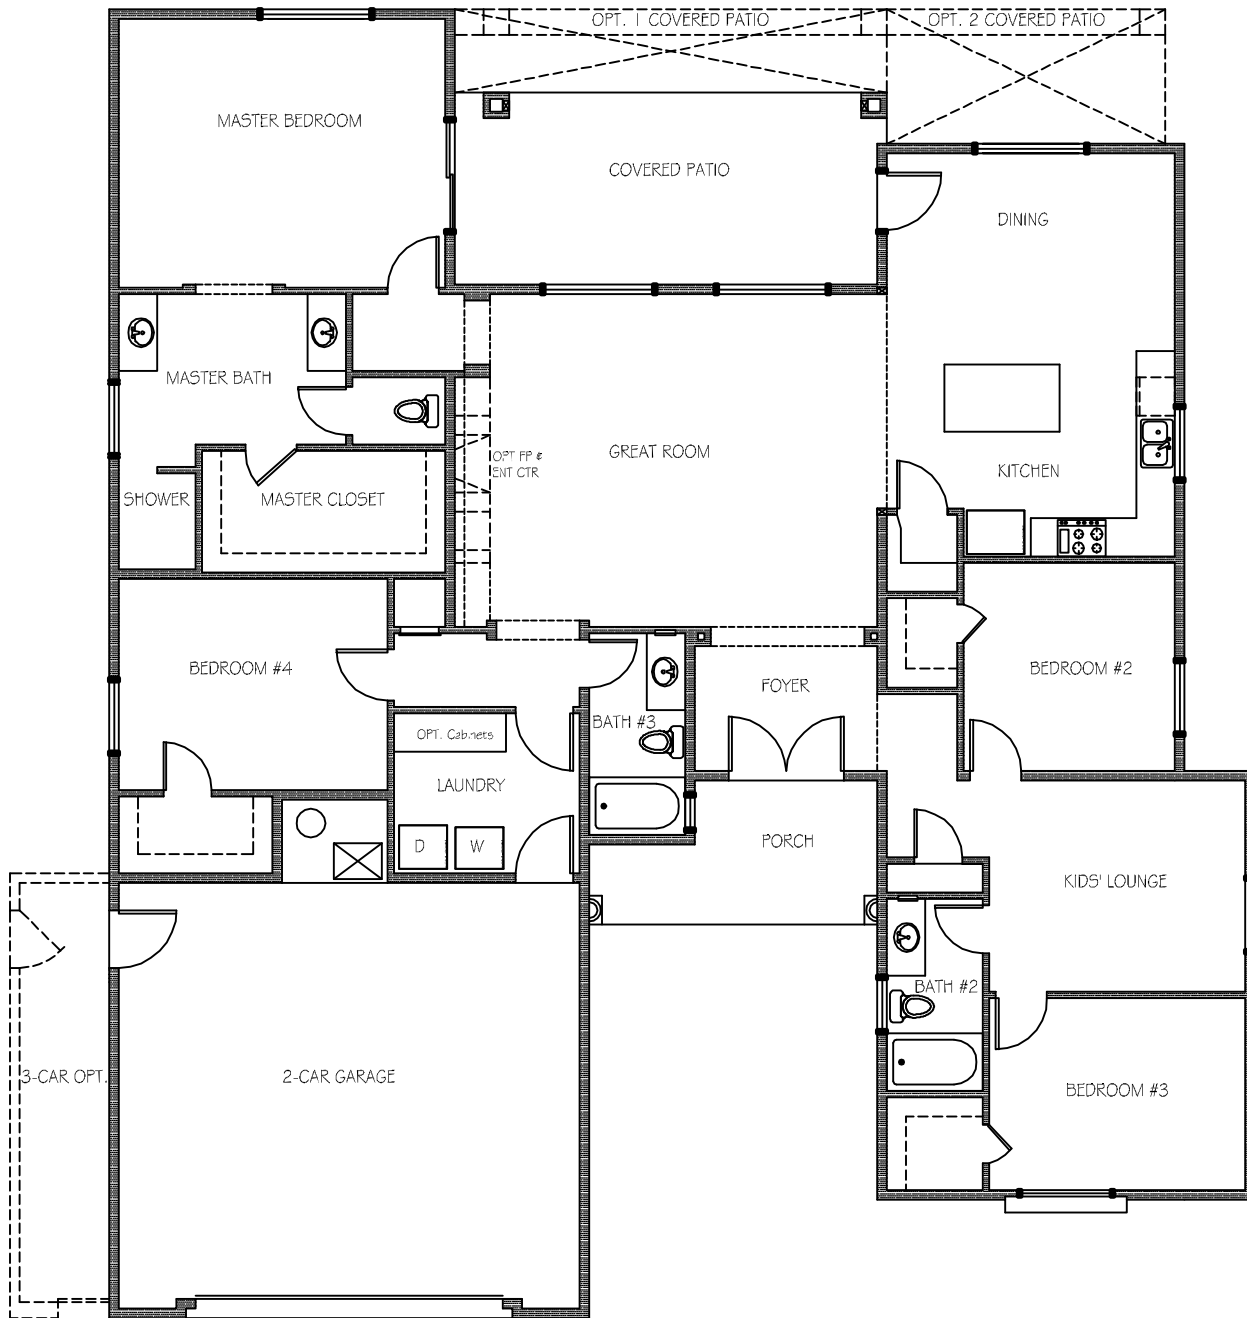 OPT. 1 COVERED PATIO
OPT. 2 COVERED PATIO
MASTER BEDROOM
COVERED PATIO
DINING
MASTER BATH
GREAT ROOM
OPT FP &
ENT CTR
KITCHEN
SHOWER
MASTER CLOSET
BEDROOM #4
BEDROOM #2
FOYER
BATH #3
OPT. Cabinets
LAUNDRY
D
W
PORCH
KIDS' LOUNGE
BATH #2
3-CAR OPT.
2-CAR GARAGE
BEDROOM #3